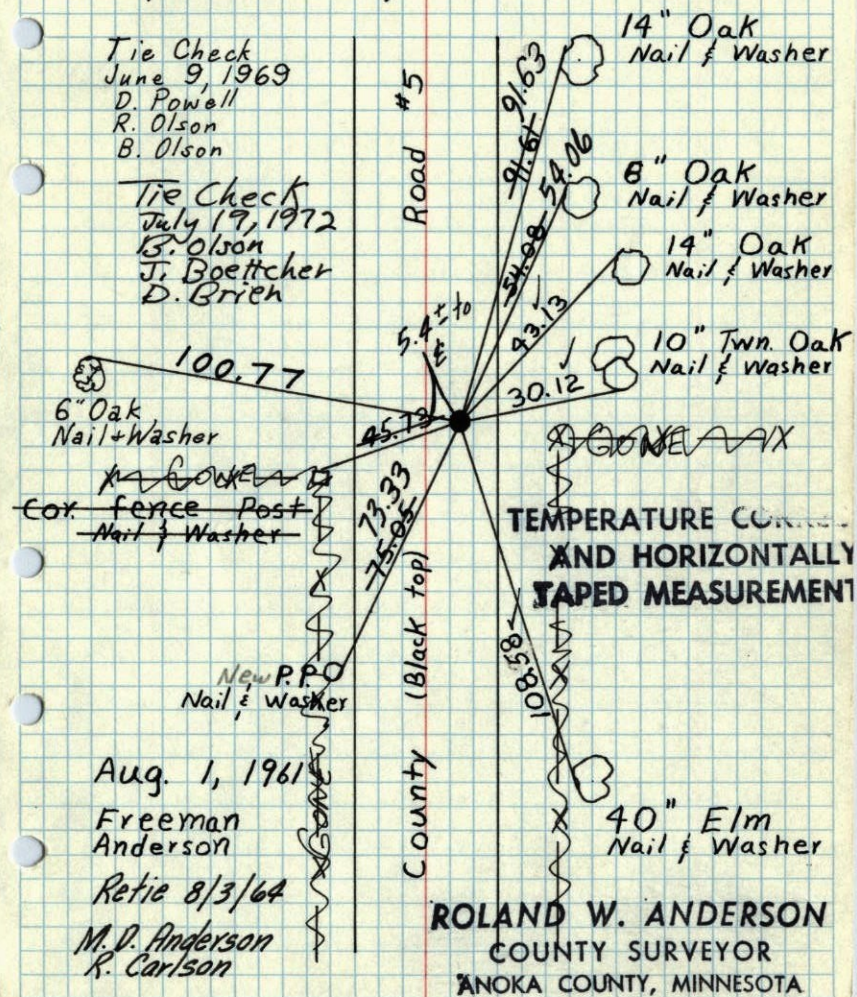 Tie Check
June 9, 1969
D. Powell
R. Olson
B. Olson
Tie Check
July 19, 1972
B. Olson
J. Boettcher
D. Brien
County (Black top) Road #5
14" Oak
Nail & Washer
91.63
91.61
54.06
54.08
8" Oak
Nail & Washer
14" Oak
Nail & Washer
43.13
10" Twn. Oak
Nail & Washer
30.12
5.4 ± to
℄
100.77
6" Oak
Nail + Washer
45.73
GONE
Cor. fence Post
Nail & Washer
GONE
73.33
75.05
TEMPERATURE
AND HORIZONTALLY
TAPED MEASUREMENT
108.58
New P.P.
Nail & Washer
GONE
40" Elm
Nail & Washer
Aug. 1, 1961
Freeman
Anderson
Retie 8/3/64
M. D. Anderson
R. Carlson
ROLAND W. ANDERSON
COUNTY SURVEYOR
ANOKA COUNTY, MINNESOTA